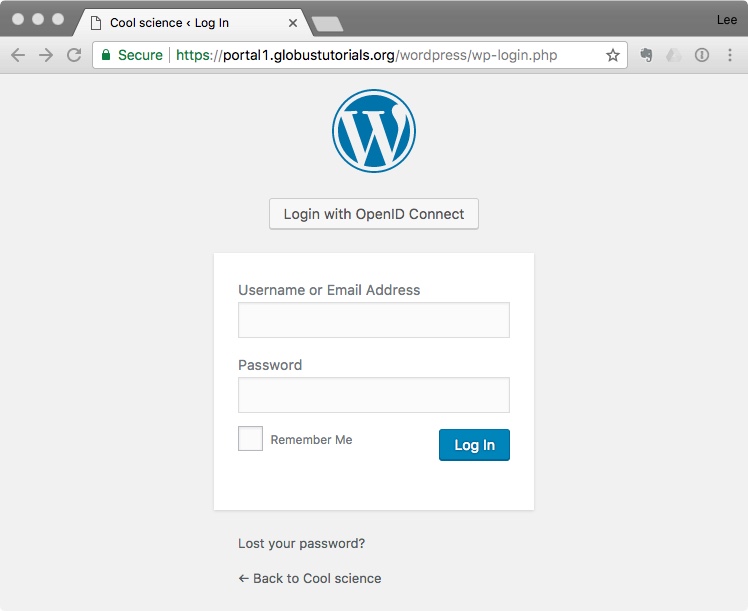 Cool science ‹ Log In
Lee
Secure https://portal1.globustutorials.org/wordpress/wp-login.php
Login with OpenID Connect
Username or Email Address
Password
Remember Me
Log In
Lost your password?
← Back to Cool science